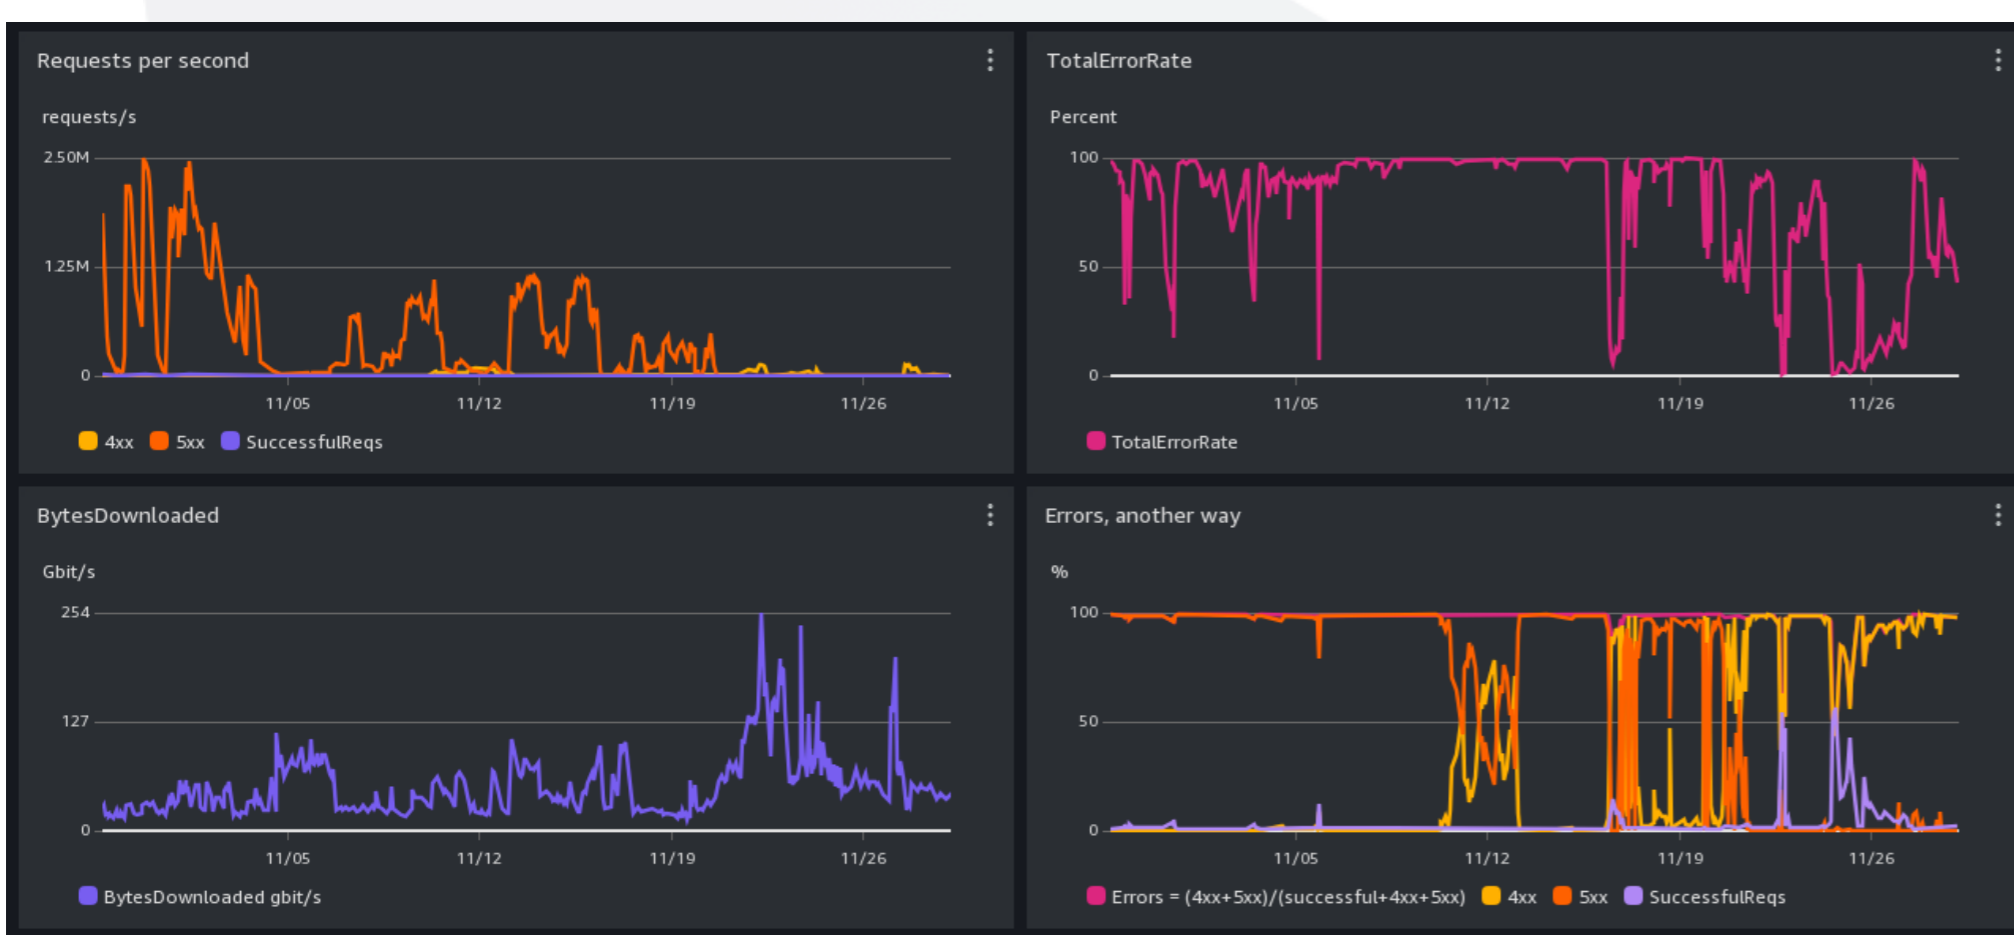 Requests per second
requests/s
2.50M
1.25M
0
11/05 11/12 11/19 11/26
4xx 5xx SuccessfulReqs
TotalErrorRate
Percent
100
50
0
11/05 11/12 11/19 11/26
TotalErrorRate
BytesDownloaded
Gbit/s
254
127
0
11/05 11/12 11/19 11/26
BytesDownloaded gbit/s
Errors, another way
%
100
50
0
11/05 11/12 11/19 11/26
Errors = (4xx+5xx)/(successful+4xx+5xx) 4xx 5xx SuccessfulReqs